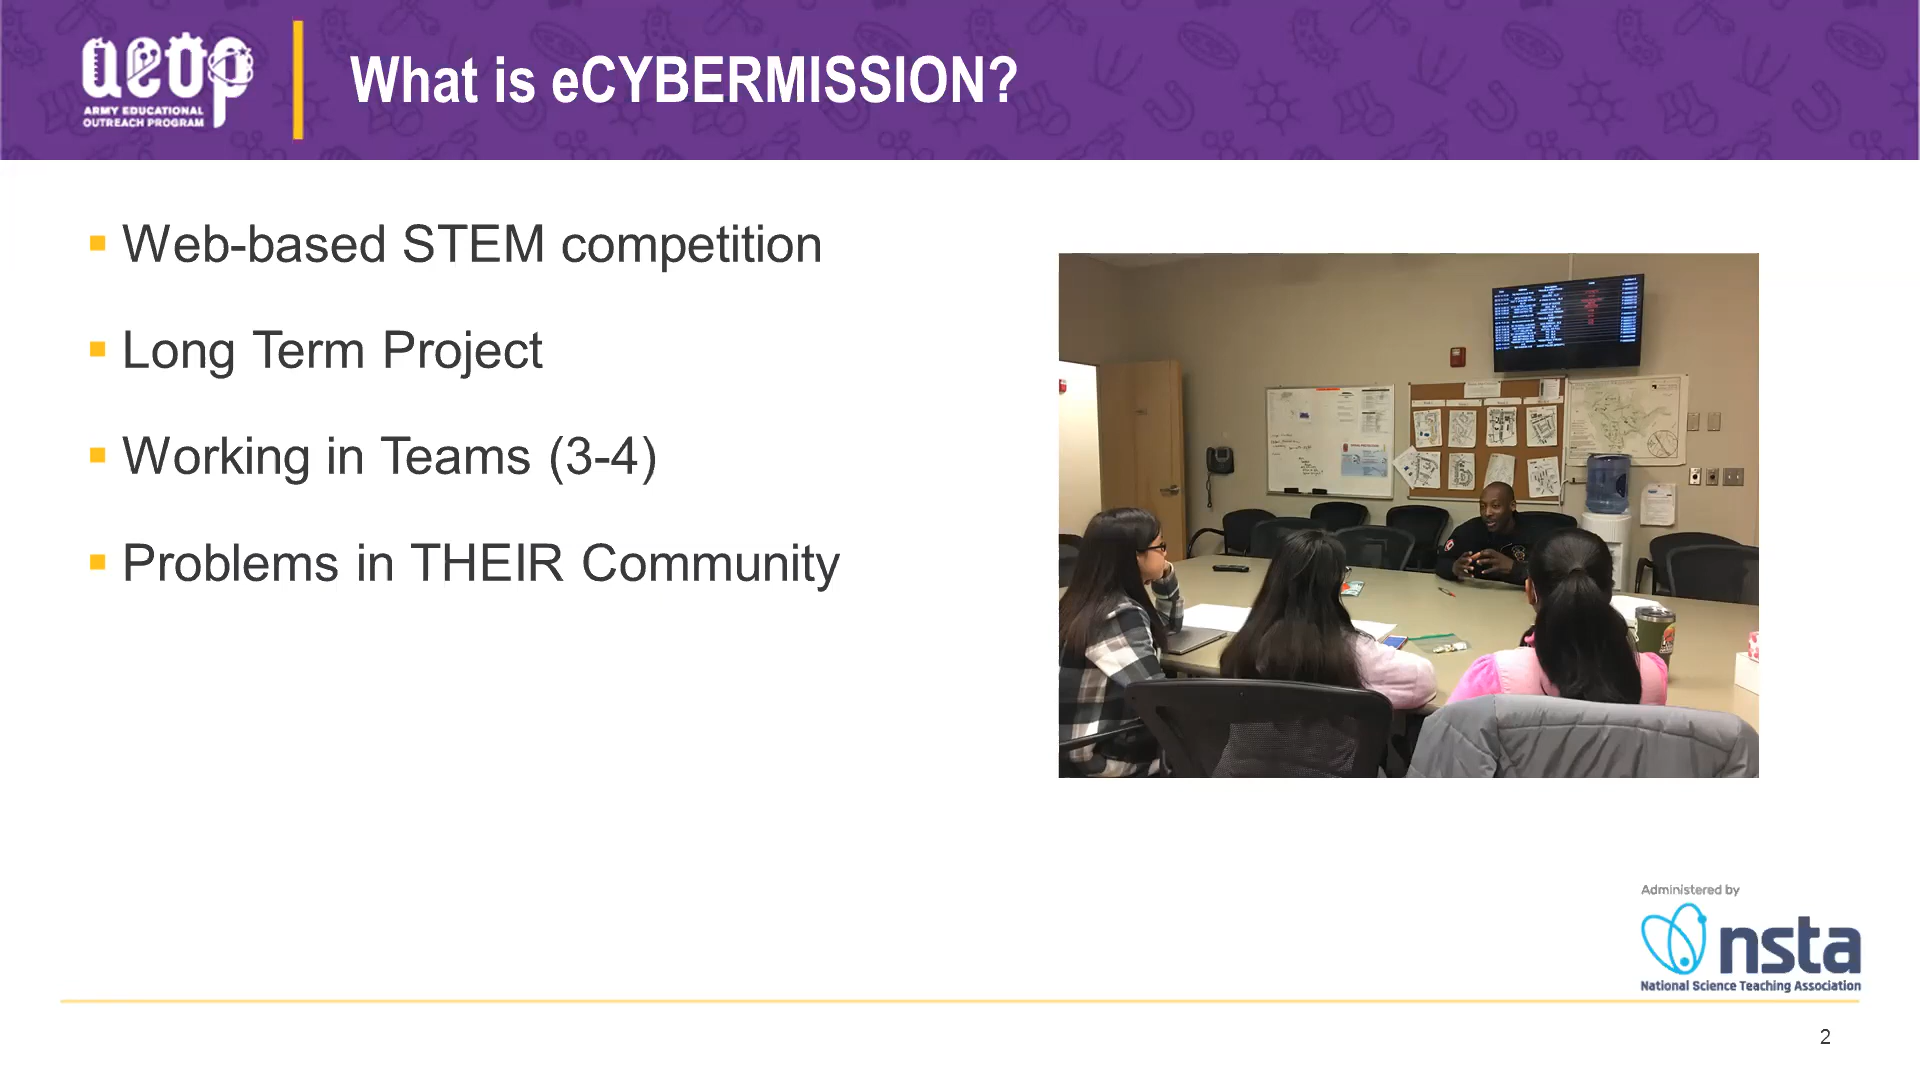 aeop
ARMY EDUCATIONAL
OUTREACH PROGRAM
What is eCYBERMISSION?
Web-based STEM competition
Long Term Project
Working in Teams (3-4)
Problems in THEIR Community
Administered by
nsta
National Science Teaching Association
2